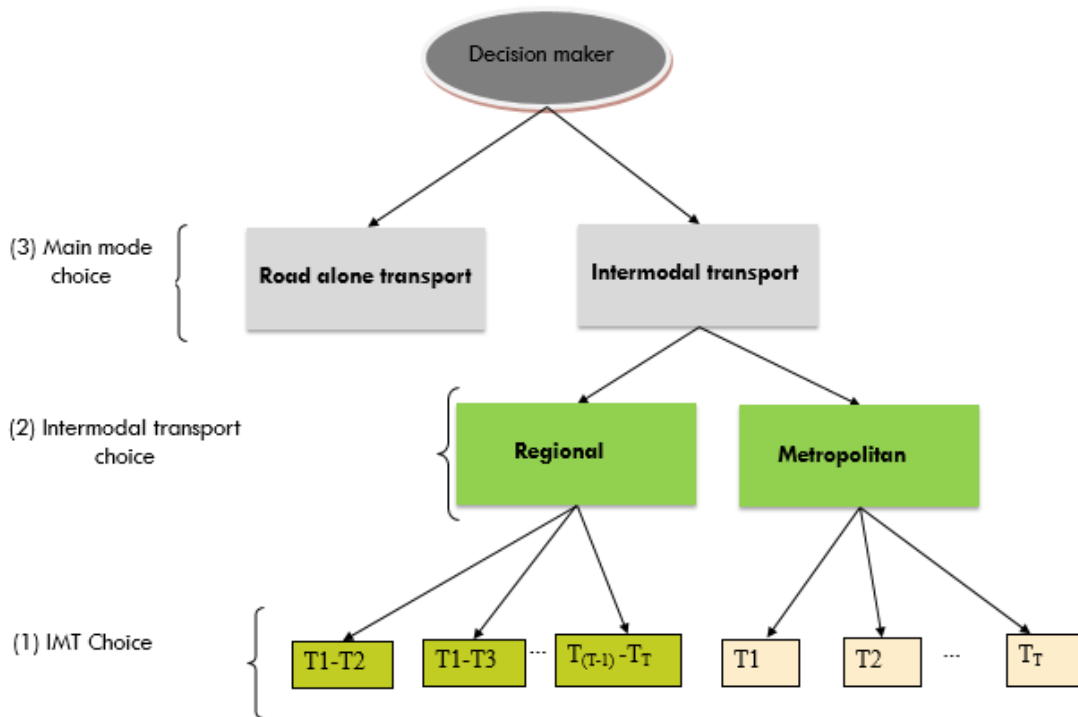 Decision maker
(3) Main mode
choice
Road alone transport
Intermodal transport
(2) Intermodal transport
choice
Regional
Metropolitan
(1) IMT Choice
T1-T2
T1-T3
...
T(T-1) -TT
T1
T2
...
TT